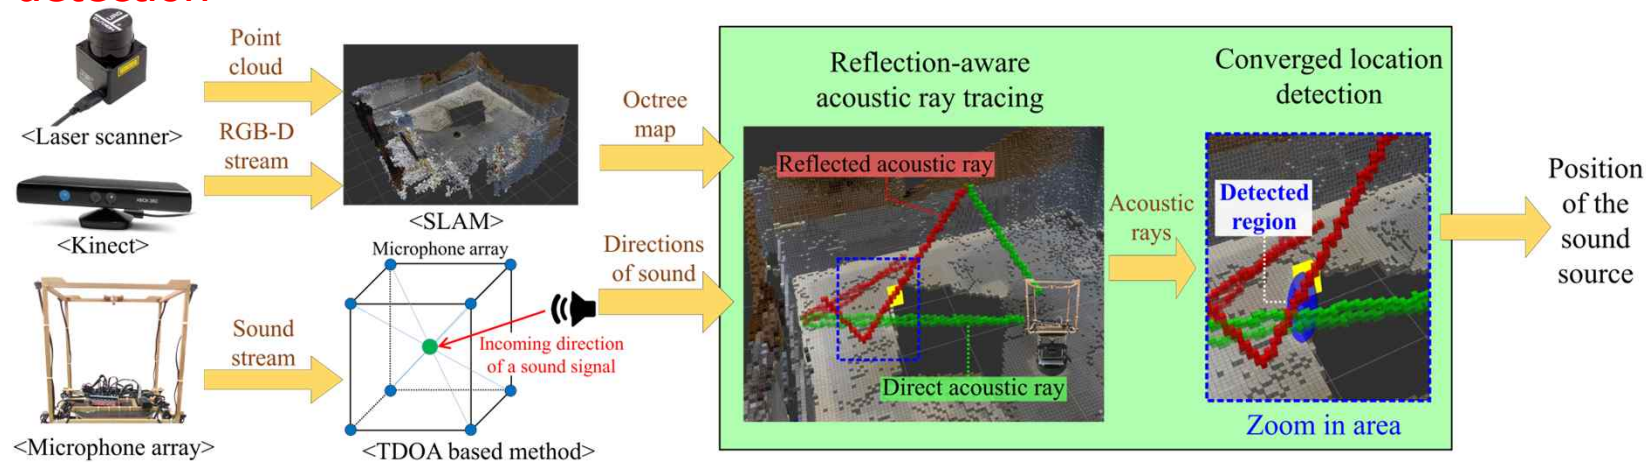 detection
Point
cloud
<Laser scanner>
RGB-D
stream
<Kinect>
<SLAM>
Octree
map
Microphone array
Sound
stream
<Microphone array>
Incoming direction
of a sound signal
<TDOA based method>
Directions
of sound
Reflection-aware
acoustic ray tracing
Reflected acoustic ray
Direct acoustic ray
Acoustic
rays
Converged location
detection
Detected
region
Zoom in area
Position
of the
sound
source